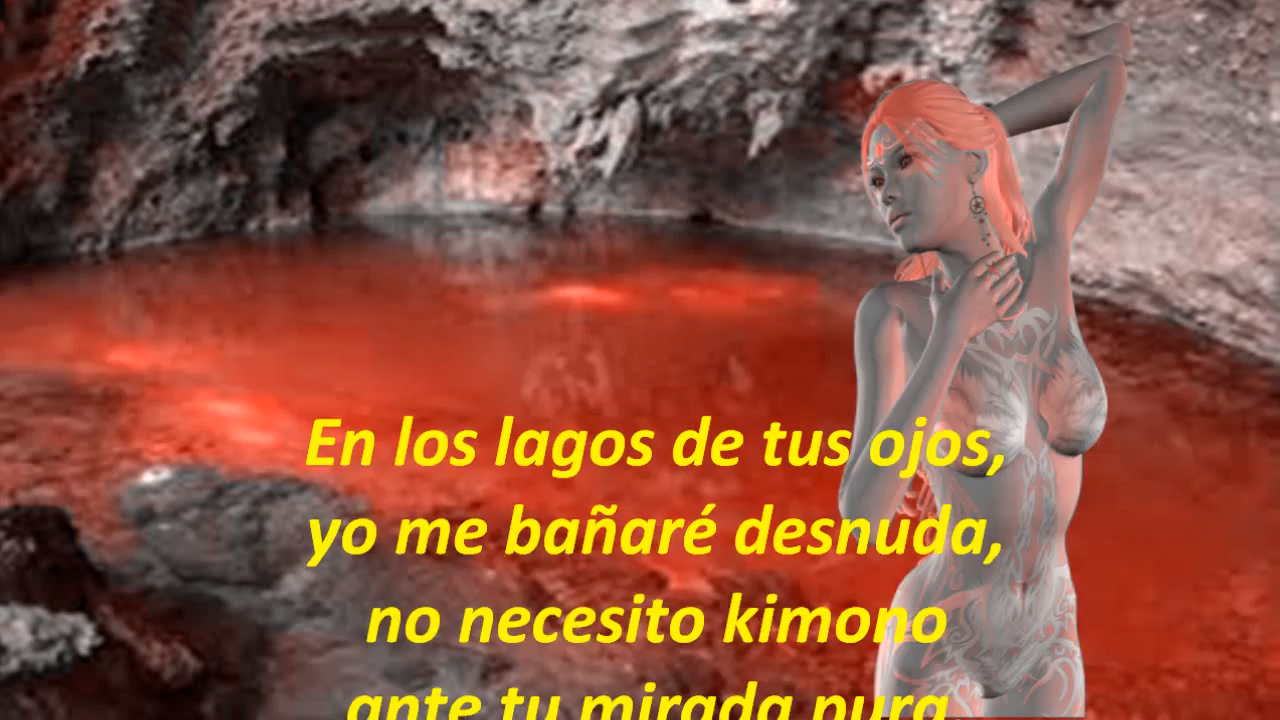 En los lagos de tus ojos,
yo me bañaré desnuda,
no necesito kimono
ante tu mirada pura